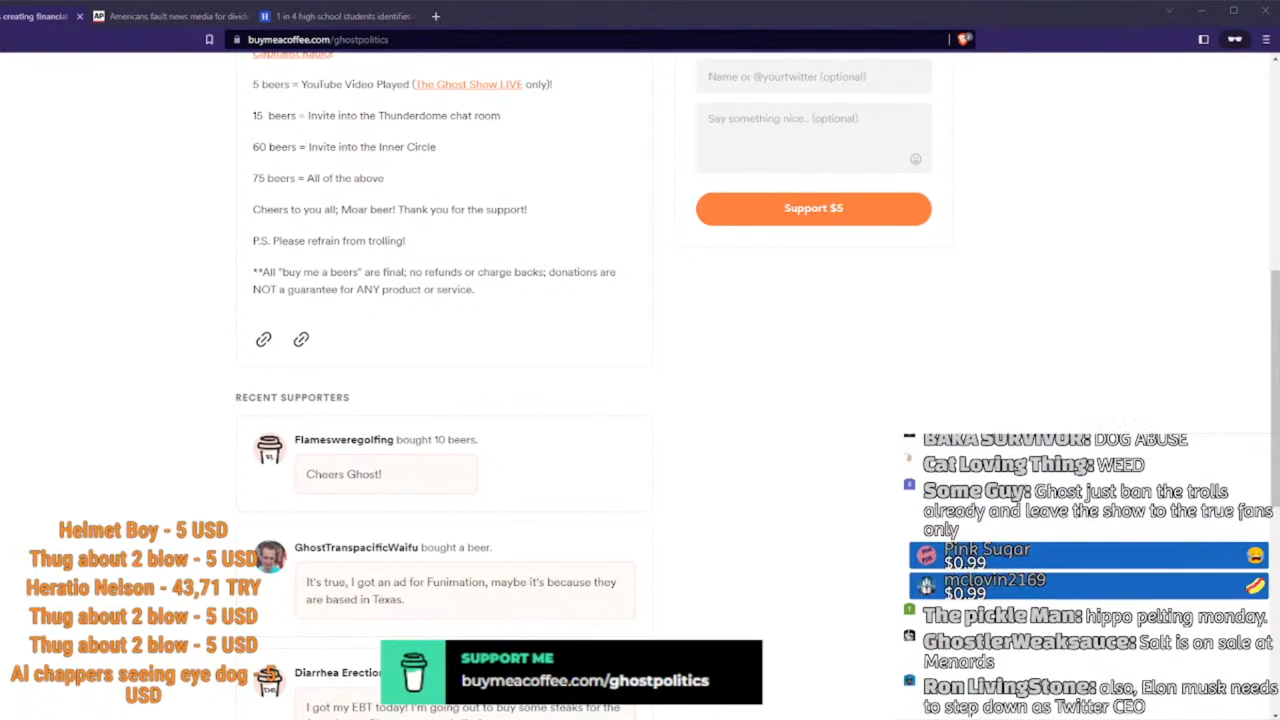 s creating financial
Americans fault news media for divid
1 in 4 high school students identifies
buymeacoffee.com/ghostpolitics
Capitalist Radio!
5 beers = YouTube Video Played (The Ghost Show LIVE only)!
15 beers = Invite into the Thunderdome chat room
60 beers = Invite into the Inner Circle
75 beers = All of the above
Cheers to you all; Moar beer! Thank you for the support!
P.S. Please refrain from trolling!
**All "buy me a beers" are final; no refunds or charge backs; donations are
NOT a guarantee for ANY product or service.
Name or @yourtwitter (optional)
Say something nice.. (optional)
Support $5
RECENT SUPPORTERS
Flamesweregolfing bought 10 beers.
Cheers Ghost!
GhostTranspacificWaifu bought a beer.
It's true, I got an ad for Funimation, maybe it's because they
are based in Texas.
Diarrhea Erection
I got my EBT today! I'm going to buy some steaks for the
Helmet Boy - 5 USD
Thug about 2 blow - 5 USD
Heratio Nelson - 43,71 TRY
Thug about 2 blow - 5 USD
Thug about 2 blow - 5 USD
Al chappers seeing eye dog - 5
USD
SUPPORT ME
buymeacoffee.com/ghostpolitics
BAKA SURVIVOR: DOG ABUSE
Cat Loving Thing: WEED
Some Guy: Ghost just ban the trolls
already and leave the show to the true fans
only
Pink Sugar
$0.99
mclovin2169
$0.99
The pickle Man: hippo pelting monday.
GhostlerWeaksauce: Salt is on sale at
Menards
Ron LivingStone: also, Elon musk needs
to step down as Twitter CEO